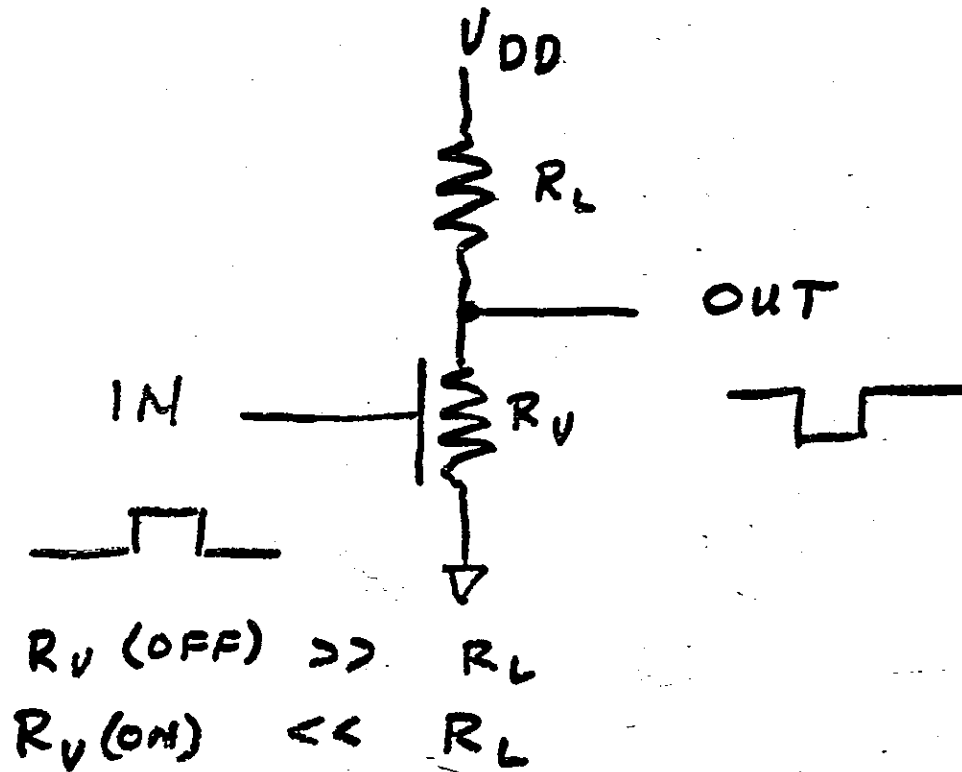 VDD
RL
OUT
IN
RV
RV (OFF) >> RL
RV (ON) << RL